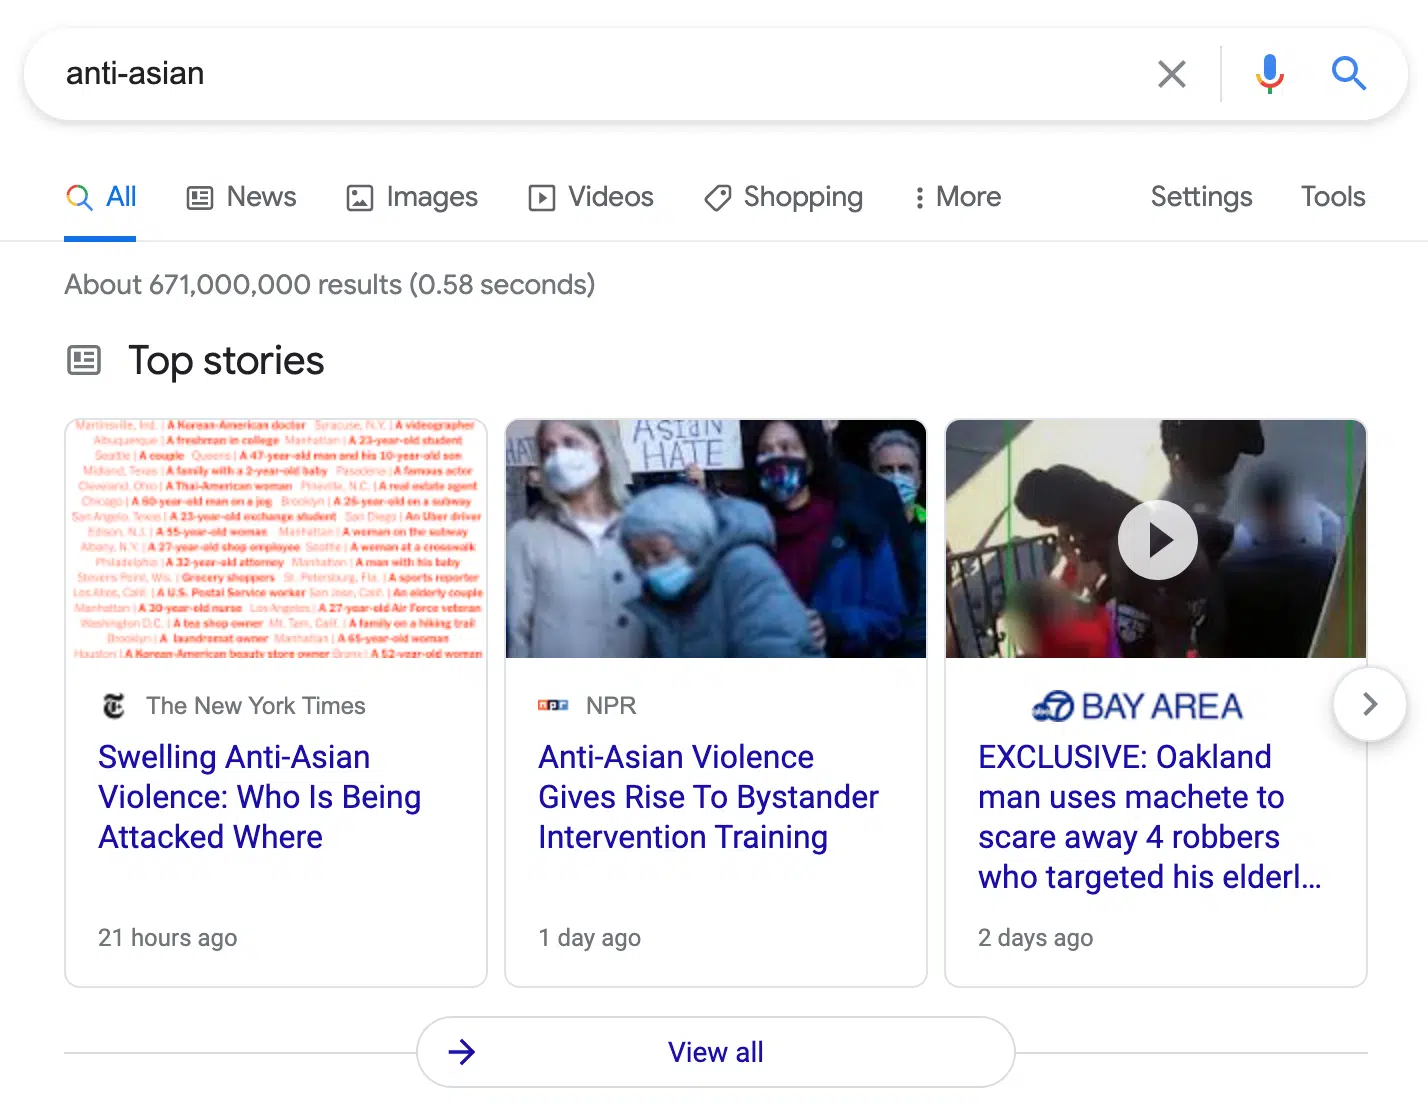 anti-asian
All News Images Videos Shopping More Settings Tools
About 671,000,000 results (0.58 seconds)
Top stories
Martinsville, Ind. | A Korean-American doctor Syracuse, N.Y. | A videographer
Albuquerque | A freshman in college Manhattan | A 23-year-old student
Seattle | A couple Queens | A 47-year-old man and his 10-year-old son
Midland, Texas | A family with a 2-year-old baby Pasadena | A famous actor
Cleveland, Ohio | A Thai-American woman Pineville, N.C. | A real estate agent
Chicago | A 60-year-old man on a jog Brooklyn | A 26-year-old on a subway
San Angelo, Texas | A 23-year-old exchange student San Diego | An Uber driver
Edison, N.J. | A 55-year-old woman Manhattan | A woman on the subway
Albany, N.Y. | A 27-year-old shop employee Seattle | A woman at a crosswalk
Philadelphia | A 32-year-old attorney Manhattan | A man with his baby
Stevens Point, Wis. | Grocery shoppers St. Petersburg, Fla. | A sports reporter
Los Altos, Calif. | A U.S. Postal Service worker San Jose, Calif. | An elderly couple
Manhattan | A 30-year-old nurse Los Angeles | A 27-year-old Air Force veteran
Washington D.C. | A tea shop owner Mt. Tam, Calif. | A family on a hiking trail
Brooklyn | A laundromat owner Manhattan | A 65-year-old woman
Houston | A Korean-American beauty store owner Bronx | A 52-year-old woman
The New York Times
Swelling Anti-Asian
Violence: Who Is Being
Attacked Where
21 hours ago
ASIAN
HATE
HATE
npr NPR
Anti-Asian Violence
Gives Rise To Bystander
Intervention Training
1 day ago
abc 7 BAY AREA
EXCLUSIVE: Oakland
man uses machete to
scare away 4 robbers
who targeted his elderl...
2 days ago
View all